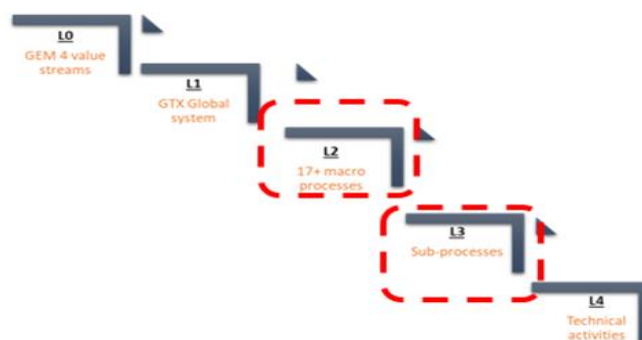 L0
GEM 4 value
streams
L1
GTX Global
system
L2
17+ macro
processes
L3
Sub-processes
L4
Technical
activities